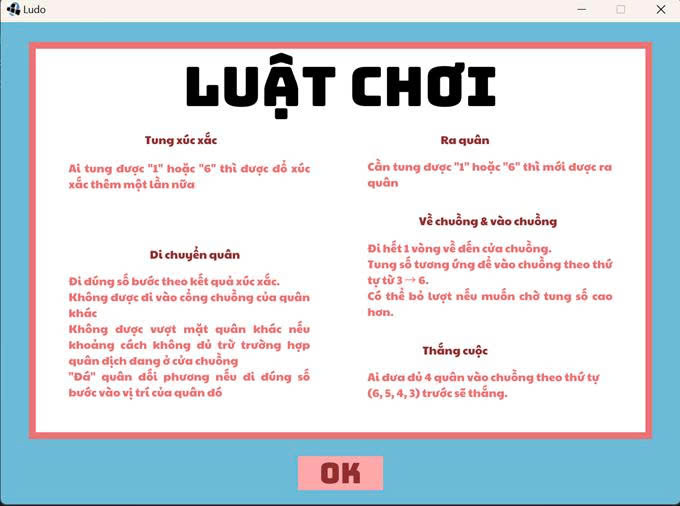 Ludo
LUẬT CHƠI
Tung xúc xắc
Ai tung được "1" hoặc "6" thì được đổ xúc
xắc thêm một lần nữa
Di chuyển quân
Đi đúng số bước theo kết quả xúc xắc.
Không được đi vào cổng chuồng của quân
khác
Không được vượt mặt quân khác nếu
khoảng cách không đủ trừ trường hợp
quân địch đang ở cửa chuồng
"Đá" quân đối phương nếu đi đúng số
bước vào vị trí của quân đó
Ra quân
Cần tung được "1" hoặc "6" thì mới được ra
quân
Về chuồng & vào chuồng
Đi hết 1 vòng về đến cửa chuồng.
Tung số tương ứng để vào chuồng theo thứ
tự từ 3 → 6.
Có thể bỏ lượt nếu muốn chờ tung số cao
hơn.
Thắng cuộc
Ai đưa đủ 4 quân vào chuồng theo thứ tự
(6, 5, 4, 3) trước sẽ thắng.
OK